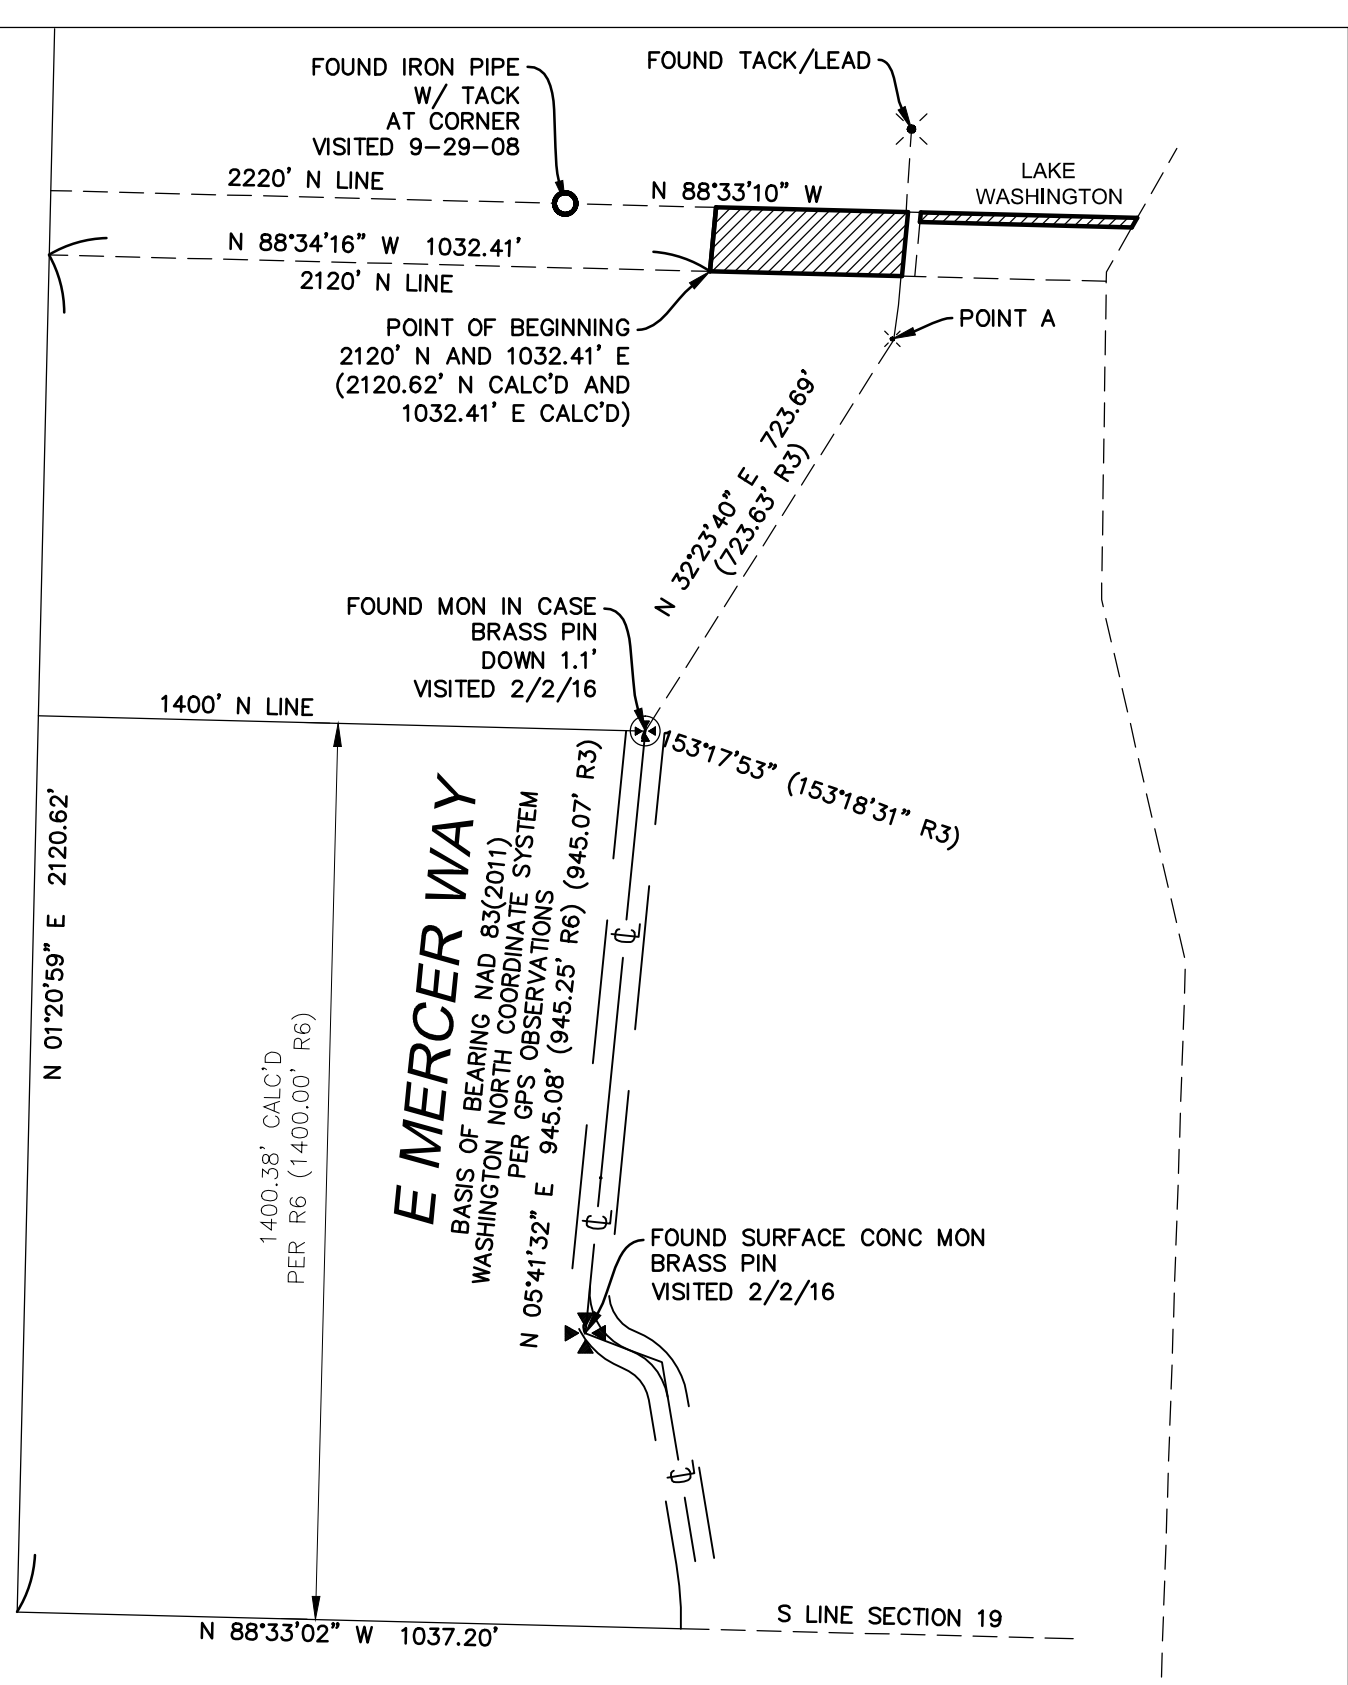 FOUND IRON PIPE
W/ TACK
AT CORNER
VISITED 9-29-08
FOUND TACK/LEAD
LAKE
WASHINGTON
2220' N LINE
N 88°33'10" W
N 88°34'16" W 1032.41'
2120' N LINE
POINT OF BEGINNING
2120' N AND 1032.41' E
(2120.62' N CALC'D AND
1032.41' E CALC'D)
POINT A
N 32°23'40" E 723.69'
(723.63' R3)
FOUND MON IN CASE
BRASS PIN
DOWN 1.1'
VISITED 2/2/16
1400' N LINE
153°17'53" (153°18'31" R3)
N 01°20'59" E 2120.62'
1400.38' CALC'D
PER R6 (1400.00' R6)
E MERCER WAY
BASIS OF BEARING NAD 83(2011)
WASHINGTON NORTH COORDINATE SYSTEM
PER GPS OBSERVATIONS
N 05°41'32" E 945.08' (945.25' R6) (945.07' R3)
℄
℄
FOUND SURFACE CONC MON
BRASS PIN
VISITED 2/2/16
℄
S LINE SECTION 19
N 88°33'02" W 1037.20'